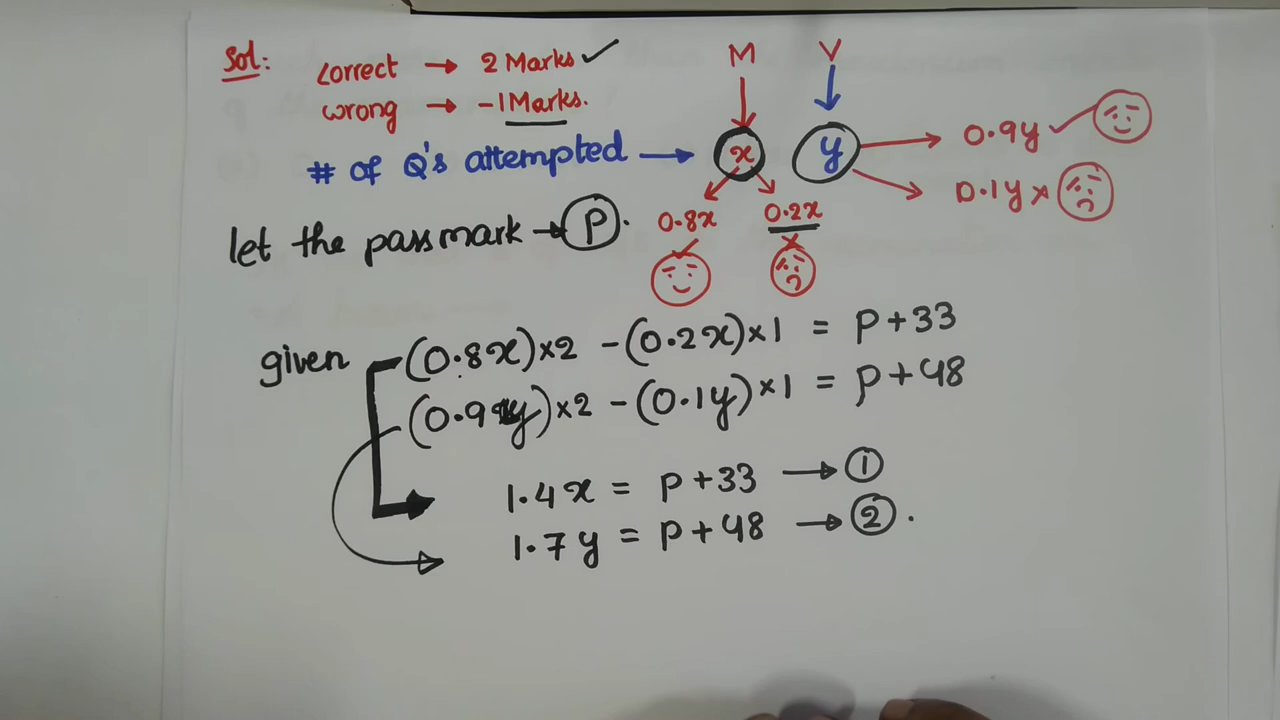 Sol:
correct → 2 Marks ✓
wrong → -1 Marks.
M V
# of Q's attempted → x y → 0.9y ✓
0.1y ×
let the passmark → P. 0.8x ✓ 0.2x ×
given (0.8x)×2 - (0.2x)×1 = P+33
(0.9y)×2 - (0.1y)×1 = P+48
1.4x = P+33 → ①
1.7y = P+48 → ②.